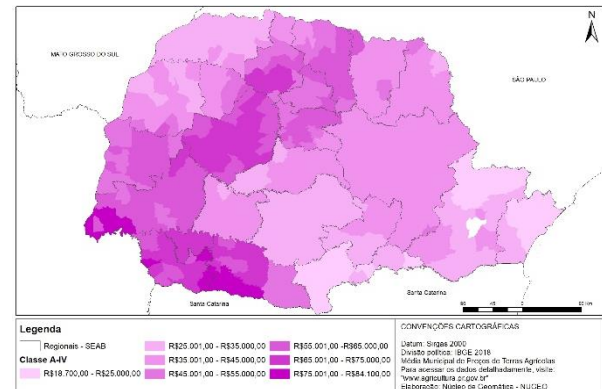 N
MATO GROSSO DO SUL
SÃO PAULO
Santa Catarina
Santa Catarina
Legenda
Regionais - SEAB
Classe A-IV
R$18.700,00 - R$25.000,00
R$25.001,00 - R$35.000,00
R$35.001,00 - R$45.000,00
R$45.001,00 - R$55.000,00
R$55.001,00 -R$65.000,00
R$65.001,00 - R$75.000,00
R$75.001,00 - R$84.100,00
CONVENÇÕES CARTOGRÁFICAS
Datum: Sirgas 2000
Divisão política: IBGE 2018
Média Municipal de Preços de Terras Agrícolas
Para acessar os dados detalhadamente, visite:
"www.agricultura.pr.gov.br"
Elaboração: Núcleo de Geomática - NUGEO